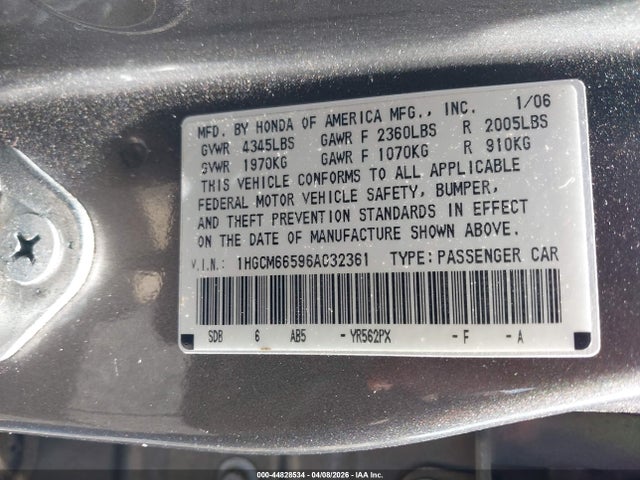 MFD. BY HONDA OF AMERICA MFG., INC. 1/06
GVWR 4345LBS GAWR F 2360LBS R 2005LBS
GVWR 1970KG GAWR F 1070KG R 910KG
THIS VEHICLE CONFORMS TO ALL APPLICABLE
FEDERAL MOTOR VEHICLE SAFETY, BUMPER,
AND THEFT PREVENTION STANDARDS IN EFFECT
ON THE DATE OF MANUFACTURE SHOWN ABOVE.
V.I.N.: 1HGCM66596AC32361 TYPE: PASSENGER CAR
SDB 6 AB5 - YR562PX - F - A
000-44828534 04/08/2026 IAA Inc.